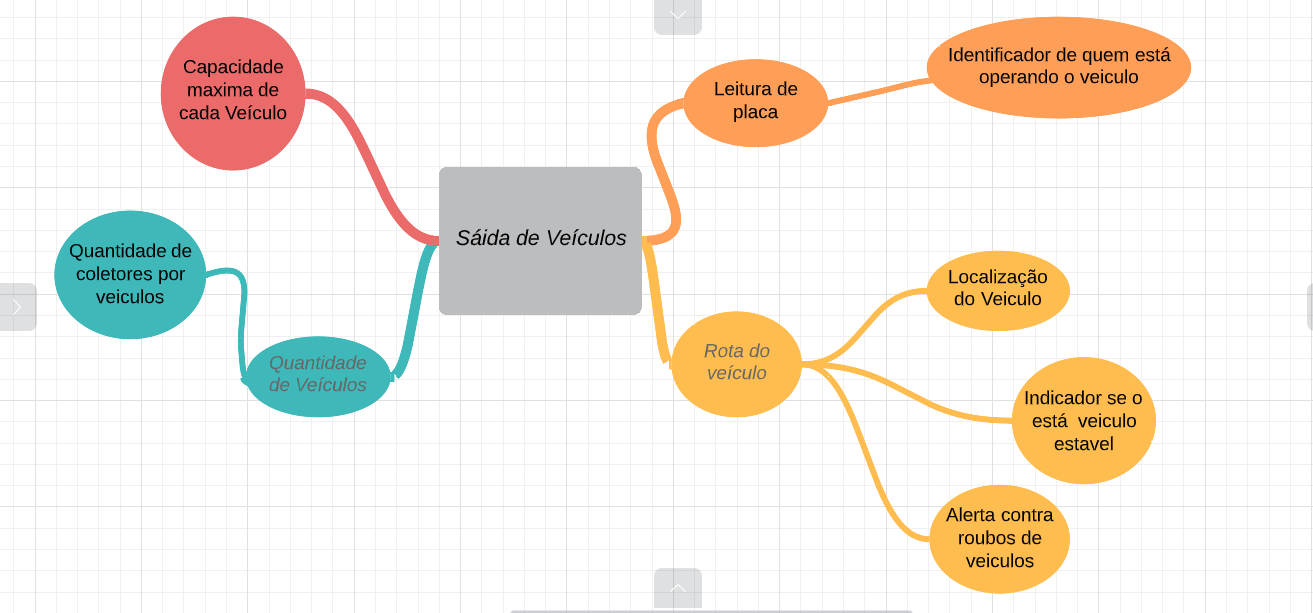 Capacidade
maxima de
cada Veículo
Quantidade de
coletores por
veiculos
Quantidade
de Veículos
Sáida de Veículos
Leitura de
placa
Identificador de quem está
operando o veiculo
Rota do
veículo
Localização
do Veiculo
Indicador se o
está  veiculo
estavel
Alerta contra
roubos de
veiculos